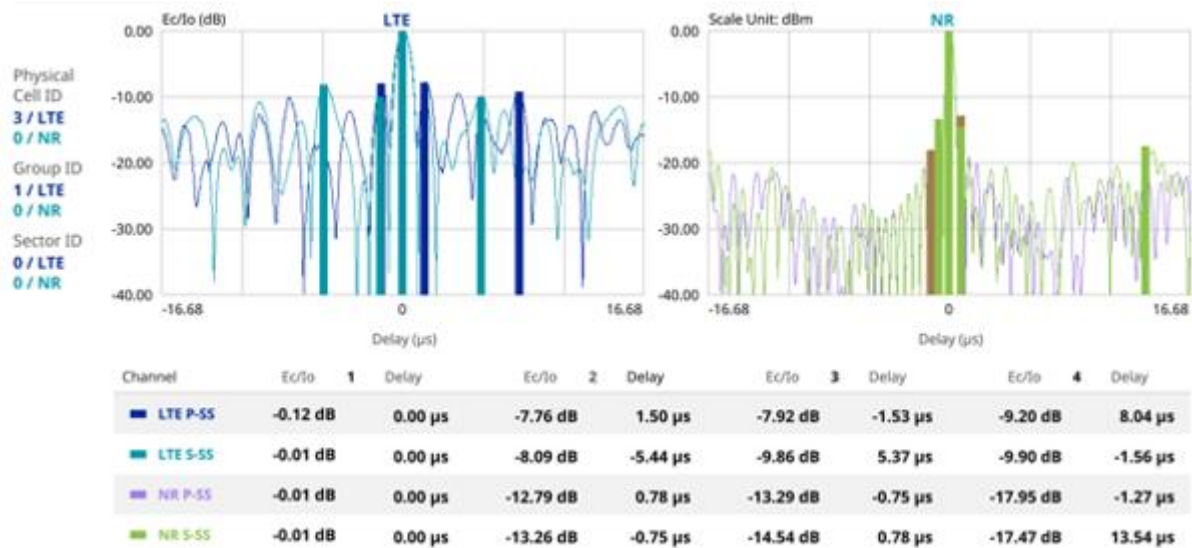 Ec/Io (dB)
LTE
0.00
-10.00
-20.00
-30.00
-40.00
-16.68
0
16.68
Delay (μs)
Physical
Cell ID
3 / LTE
0 / NR
Group ID
1 / LTE
0 / NR
Sector ID
0 / LTE
0 / NR
Scale Unit: dBm
NR
0.00
-10.00
-20.00
-30.00
-40.00
-16.68
0
16.68
Delay (μs)
Channel Ec/Io 1 Delay Ec/Io 2 Delay Ec/Io 3 Delay Ec/Io 4 Delay
LTE P-SS -0.12 dB 0.00 μs -7.76 dB 1.50 μs -7.92 dB -1.53 μs -9.20 dB 8.04 μs
LTE S-SS -0.01 dB 0.00 μs -8.09 dB -5.44 μs -9.86 dB 5.37 μs -9.90 dB -1.56 μs
NR P-SS -0.01 dB 0.00 μs -12.79 dB 0.78 μs -13.29 dB -0.75 μs -17.95 dB -1.27 μs
NR S-SS -0.01 dB 0.00 μs -13.26 dB -0.75 μs -14.54 dB 0.78 μs -17.47 dB 13.54 μs